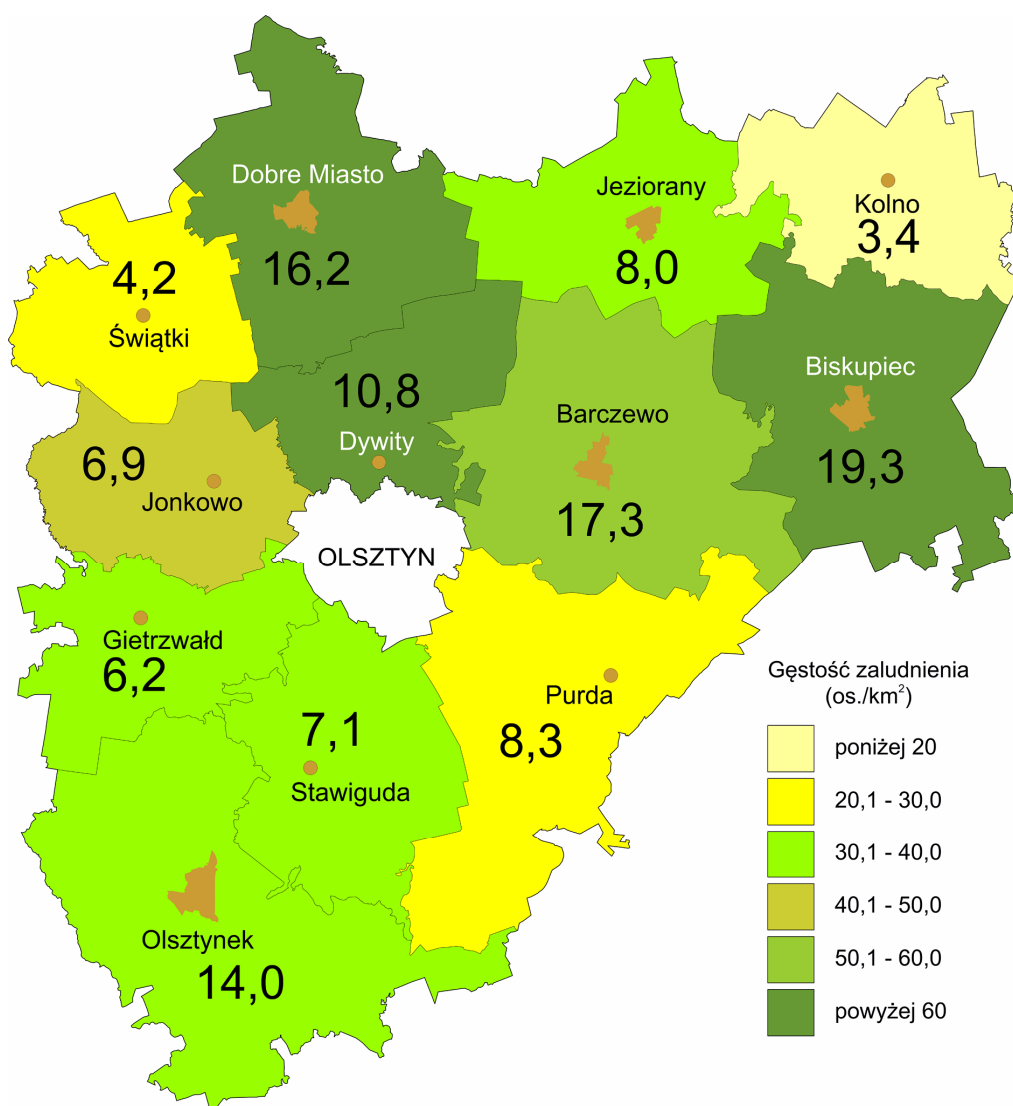 Dobre Miasto
16,2
Jeziorany
8,0
Kolno
3,4
4,2
Świątki
10,8
Dywity
Biskupiec
19,3
Barczewo
17,3
6,9
Jonkowo
OLSZTYN
Gietrzwałd
6,2
7,1
Stawiguda
Purda
8,3
Olsztynek
14,0
Gęstość zaludnienia
(os./km²)
poniżej 20
20,1 - 30,0
30,1 - 40,0
40,1 - 50,0
50,1 - 60,0
powyżej 60